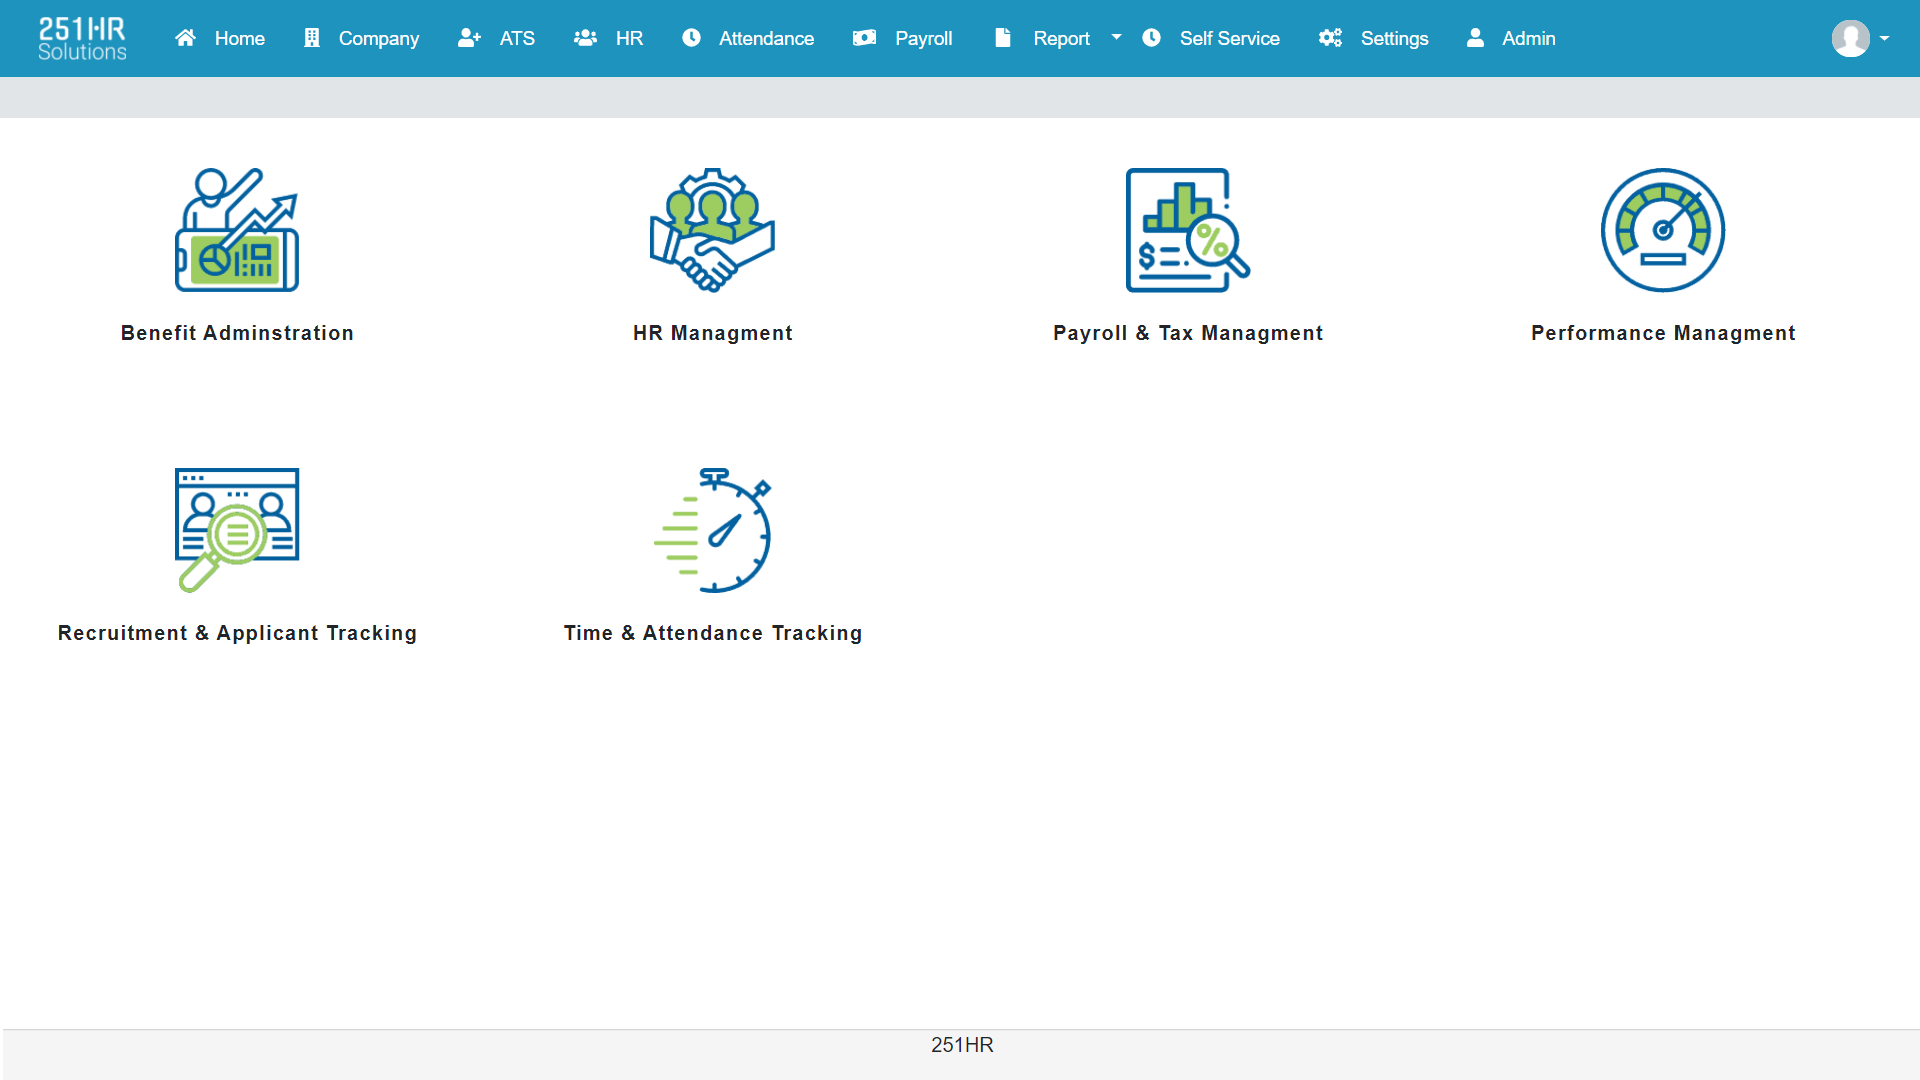 251HR
Solutions
Home
Company
ATS
HR
Attendance
Payroll
Report
Self Service
Settings
Admin
Benefit Adminstration
HR Managment
Payroll & Tax Managment
Performance Managment
Recruitment & Applicant Tracking
Time & Attendance Tracking
251HR